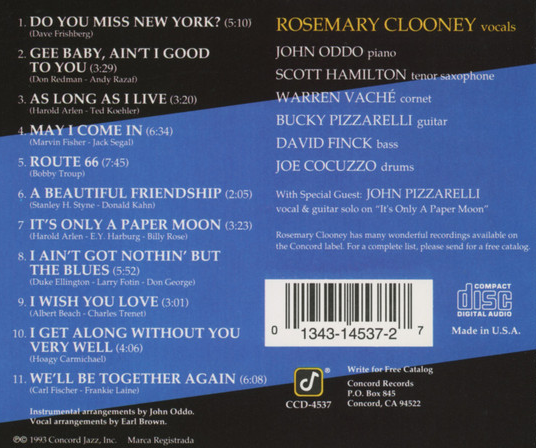 1. DO YOU MISS NEW YORK? (5:10)
(Dave Frishberg)
2. GEE BABY, AIN'T I GOOD
TO YOU (3:29)
(Don Redman - Andy Razaf)
3. AS LONG AS I LIVE (3:20)
(Harold Arlen - Ted Koehler)
4. MAY I COME IN (6:34)
(Marvin Fisher - Jack Segal)
5. ROUTE 66 (7:45)
(Bobby Troup)
6. A BEAUTIFUL FRIENDSHIP (2:05)
(Stanley H. Styne - Donald Kahn)
7 IT'S ONLY A PAPER MOON (3:23)
(Harold Arlen - E.Y. Harburg - Billy Rose)
8. I AIN'T GOT NOTHIN' BUT
THE BLUES (5:52)
(Duke Ellington - Larry Fotin - Don George)
9. I WISH YOU LOVE (3:01)
(Albert Beach - Charles Trenet)
10. I GET ALONG WITHOUT YOU
VERY WELL (4:06)
(Hoagy Carmichael)
11. WE'LL BE TOGETHER AGAIN (6:08)
(Carl Fischer - Frankie Laine)
Instrumental arrangements by John Oddo.
Vocal arrangements by Earl Brown.
℗© 1993 Concord Jazz, Inc. Marca Registrada
ROSEMARY CLOONEY vocals
JOHN ODDO piano
SCOTT HAMILTON tenor saxophone
WARREN VACHÉ cornet
BUCKY PIZZARELLI guitar
DAVID FINCK bass
JOE COCUZZO drums
With Special Guest: JOHN PIZZARELLI
vocal & guitar solo on "It's Only A Paper Moon"
Rosemary Clooney has many wonderful recordings available on
the Concord label. For a complete list, please send for a free catalog.
0 1343-14537-2 7
COMPACT
disc
DIGITAL AUDIO
Made in U.S.A.
®
CCD-4537
Write for Free Catalog
Concord Records
P.O. Box 845
Concord, CA 94522